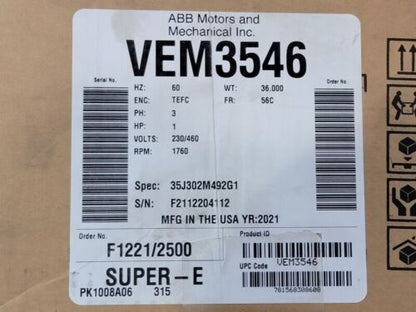 ABB Motors and
Mechanical Inc.
VEM3546
Serial No.
Order No.
HZ: 60 WT: 36.000
ENC: TEFC FR: 56C
PH: 3
HP: 1
VOLTS: 230/460
RPM: 1760
Spec: 35J302M492G1
S/N: F2112204112
MFG IN THE USA YR:2021
Order No.
F1221/2500
Product ID
VEM3546
UPC Code
781568388600
SUPER-E
PK1008A06 315